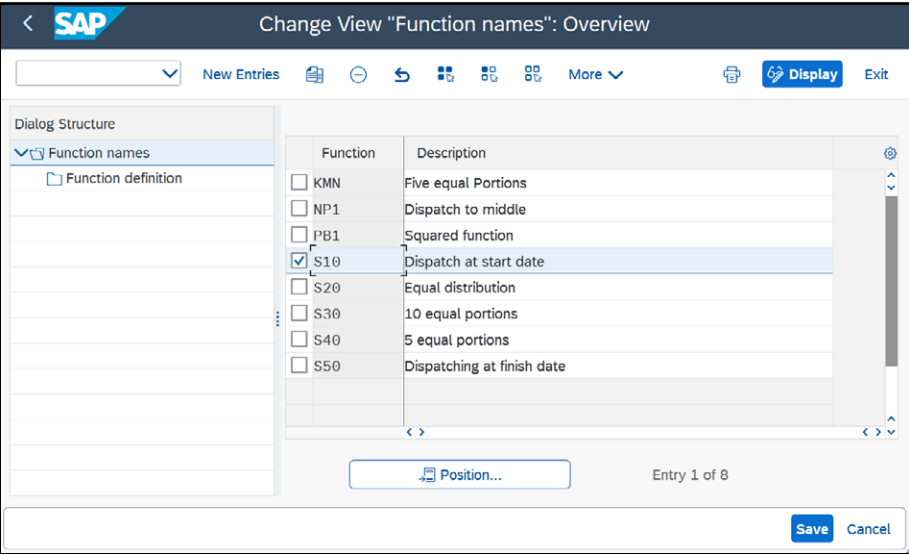 SAP Change View "Function names": Overview
New Entries More Display Exit
Dialog Structure
Function names
Function definition
Function Description
KMN Five equal Portions
NP1 Dispatch to middle
PB1 Squared function
S10 Dispatch at start date
S20 Equal distribution
S30 10 equal portions
S40 5 equal portions
S50 Dispatching at finish date
Position... Entry 1 of 8
Save Cancel